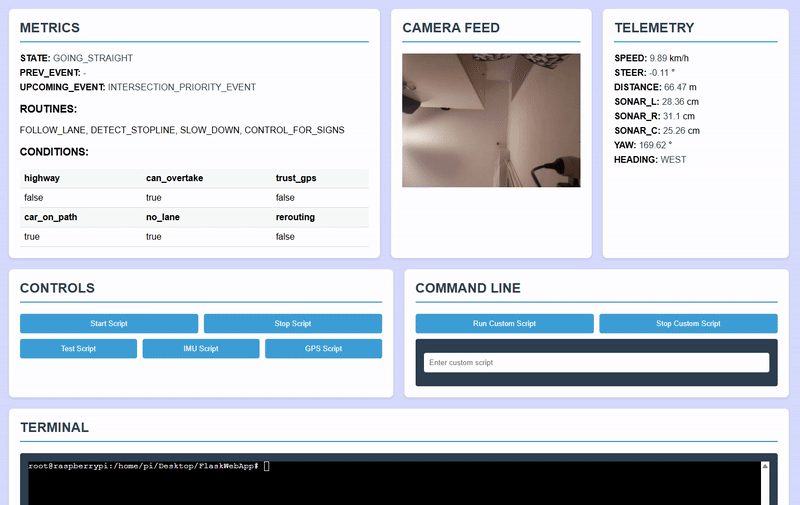 METRICS
STATE: GOING_STRAIGHT
PREV_EVENT: -
UPCOMING_EVENT: INTERSECTION_PRIORITY_EVENT
ROUTINES:
FOLLOW_LANE, DETECT_STOPLINE, SLOW_DOWN, CONTROL_FOR_SIGNS
CONDITIONS:
highway can_overtake trust_gps
false true false
car_on_path no_lane rerouting
true true false
CAMERA FEED
TELEMETRY
SPEED: 9.89 km/h
STEER: -0.11 °
DISTANCE: 66.47 m
SONAR_L: 28.36 cm
SONAR_R: 31.1 cm
SONAR_C: 25.26 cm
YAW: 169.62 °
HEADING: WEST
CONTROLS
Start Script Stop Script
Test Script IMU Script GPS Script
COMMAND LINE
Run Custom Script Stop Custom Script
Enter custom script
TERMINAL
root@raspberrypi:/home/pi/Desktop/FlaskWebApp#